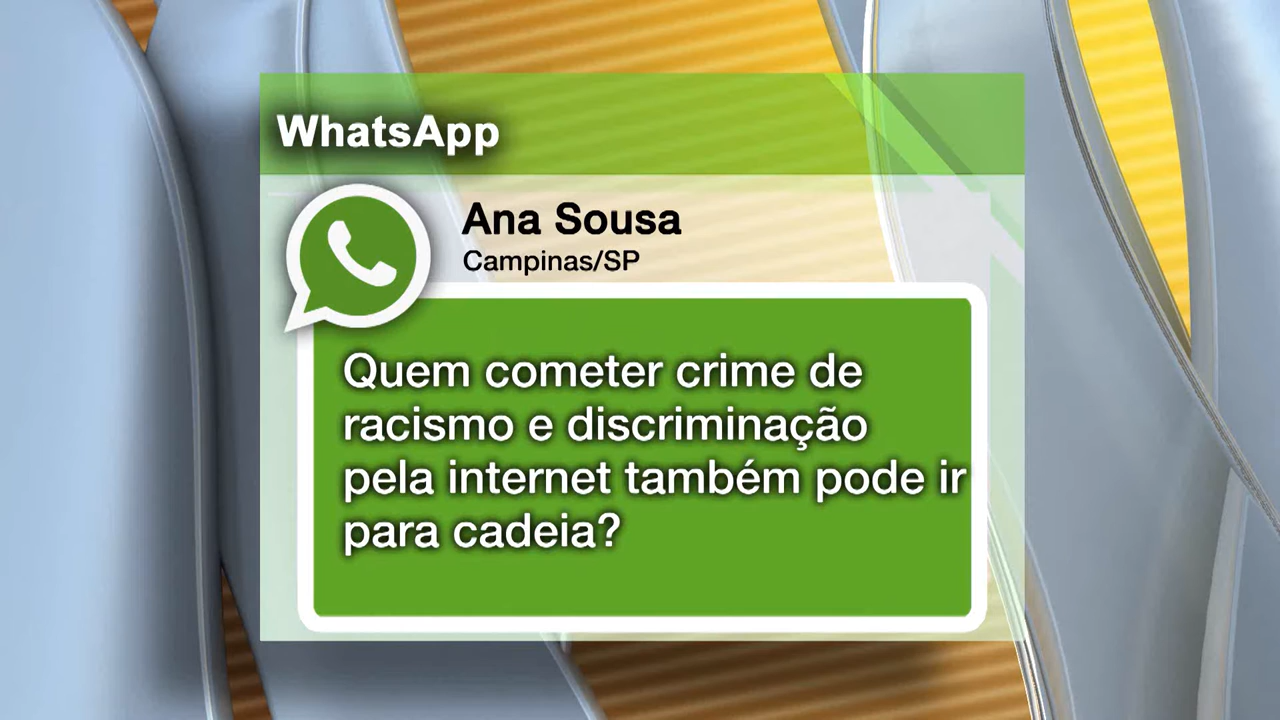 WhatsApp
Ana Sousa
Campinas/SP
Quem cometer crime de
racismo e discriminação
pela internet também pode ir
para cadeia?